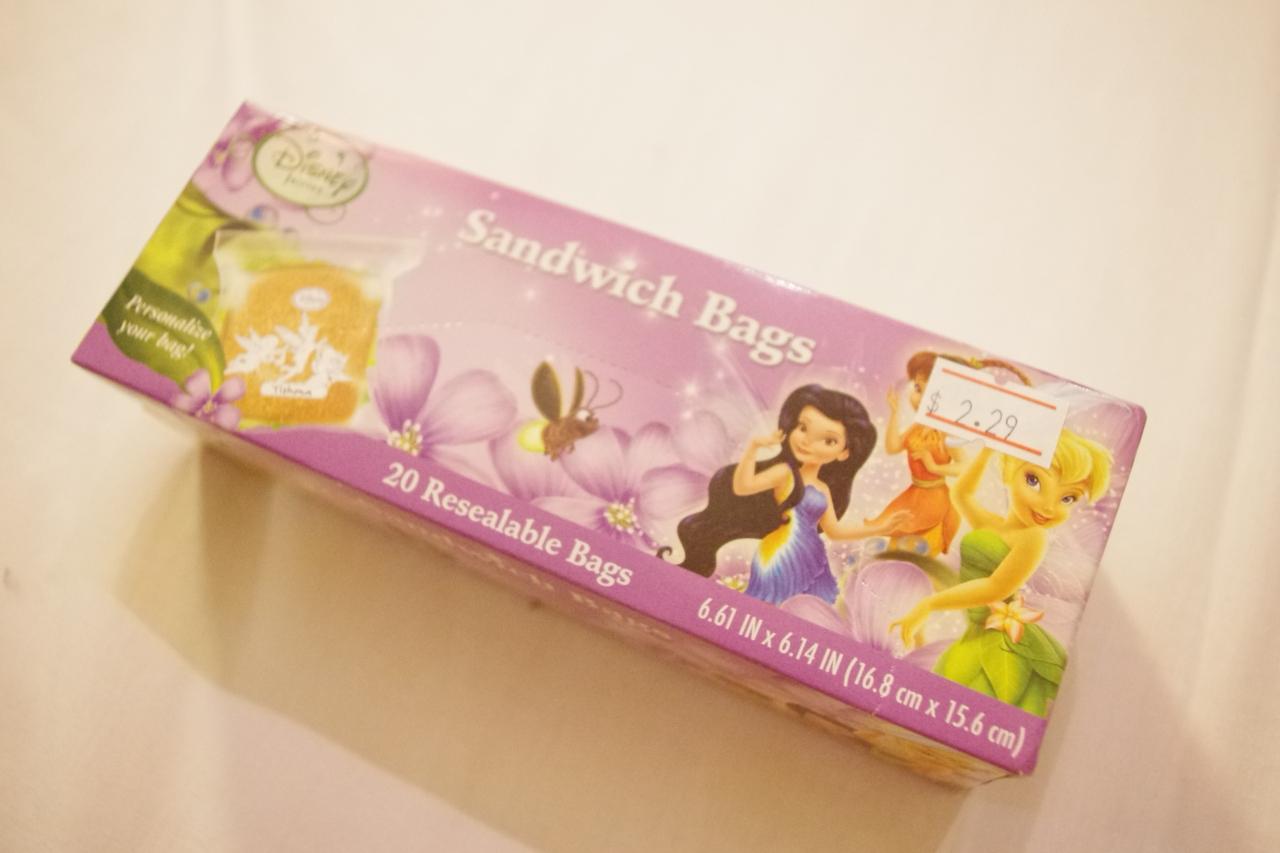 Disney
Fairies
Sandwich Bags
$ 2.29
Personalize
your bag!
20 Resealable Bags
6.61 IN x 6.14 IN (16.8 cm x 15.6 cm)